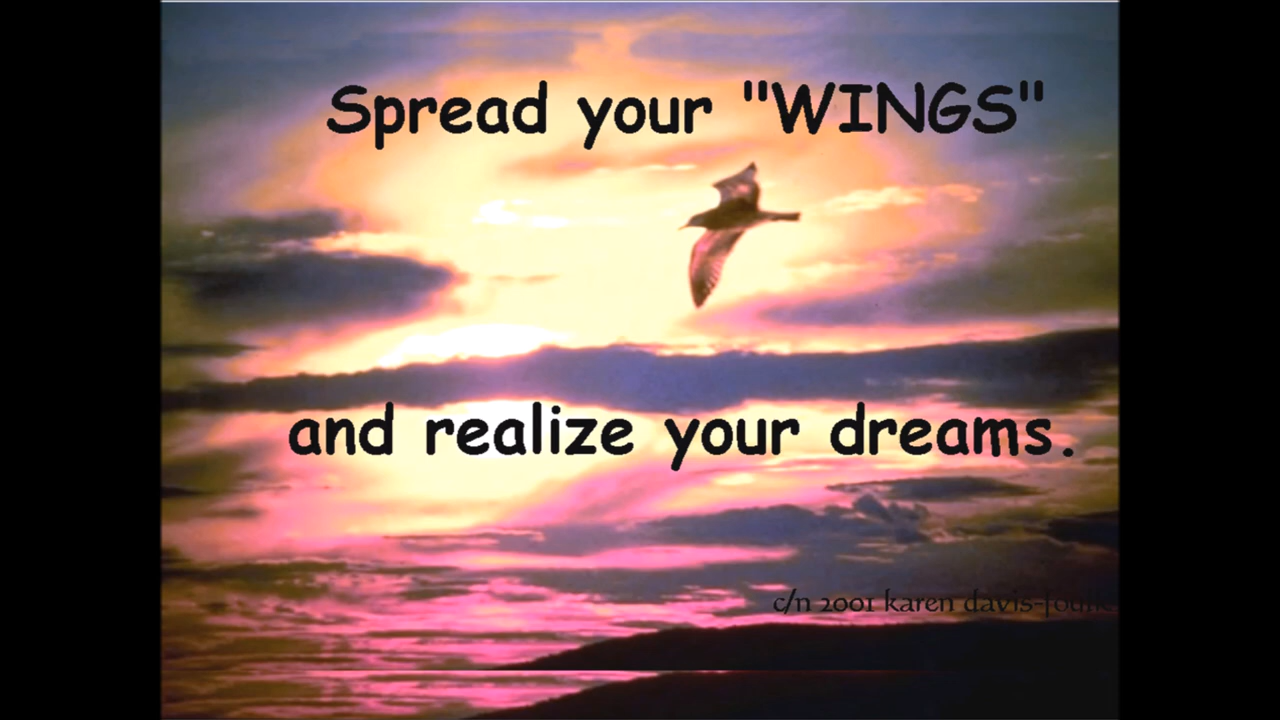 Spread your "WINGS"
and realize your dreams.
c/n 2001 karen davis-